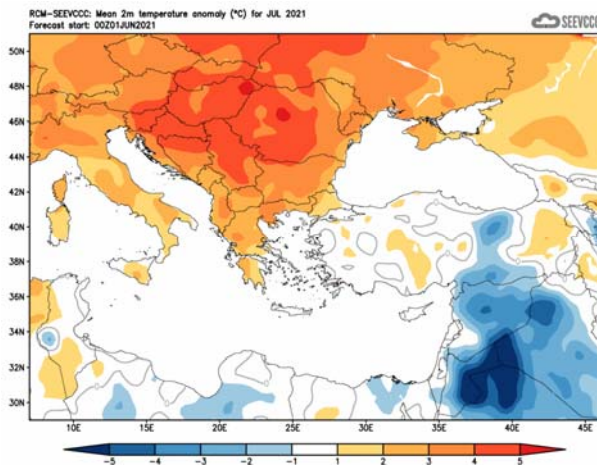 RCM-SEEVCCC: Mean 2m temperature anomaly (°C) for JUL 2021
Forecast start: 00Z01JUN2021
SEEVCCC
50N
48N
46N
44N
42N
40N
38N
36N
34N
32N
30N
10E 15E 20E 25E 30E 35E 40E 45E
-5 -4 -3 -2 -1 1 2 3 4 5